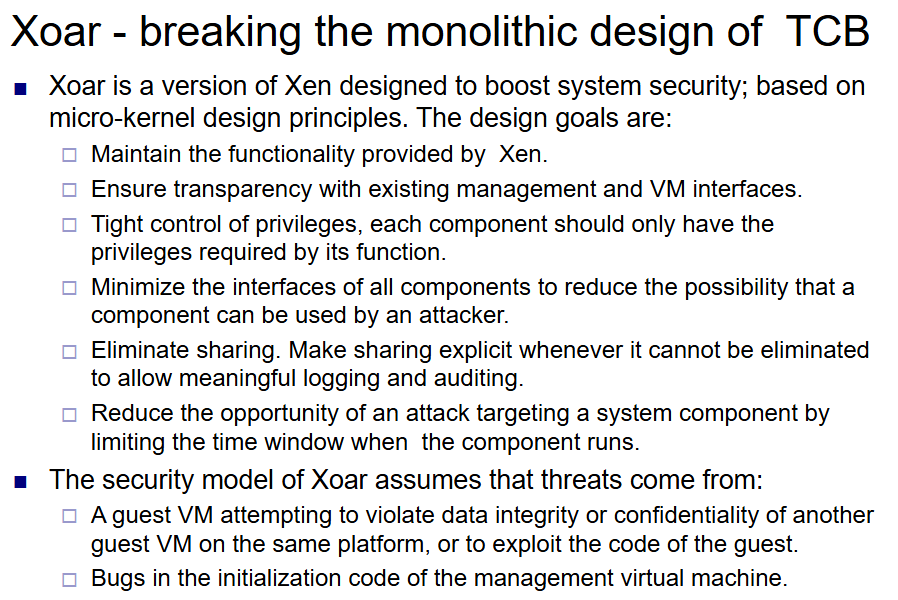 Xoar - breaking the monolithic design of TCB
Xoar is a version of Xen designed to boost system security; based on
micro-kernel design principles. The design goals are:
Maintain the functionality provided by Xen.
Ensure transparency with existing management and VM interfaces.
Tight control of privileges, each component should only have the
privileges required by its function.
Minimize the interfaces of all components to reduce the possibility that a
component can be used by an attacker.
Eliminate sharing. Make sharing explicit whenever it cannot be eliminated
to allow meaningful logging and auditing.
Reduce the opportunity of an attack targeting a system component by
limiting the time window when the component runs.
The security model of Xoar assumes that threats come from:
A guest VM attempting to violate data integrity or confidentiality of another
guest VM on the same platform, or to exploit the code of the guest.
Bugs in the initialization code of the management virtual machine.